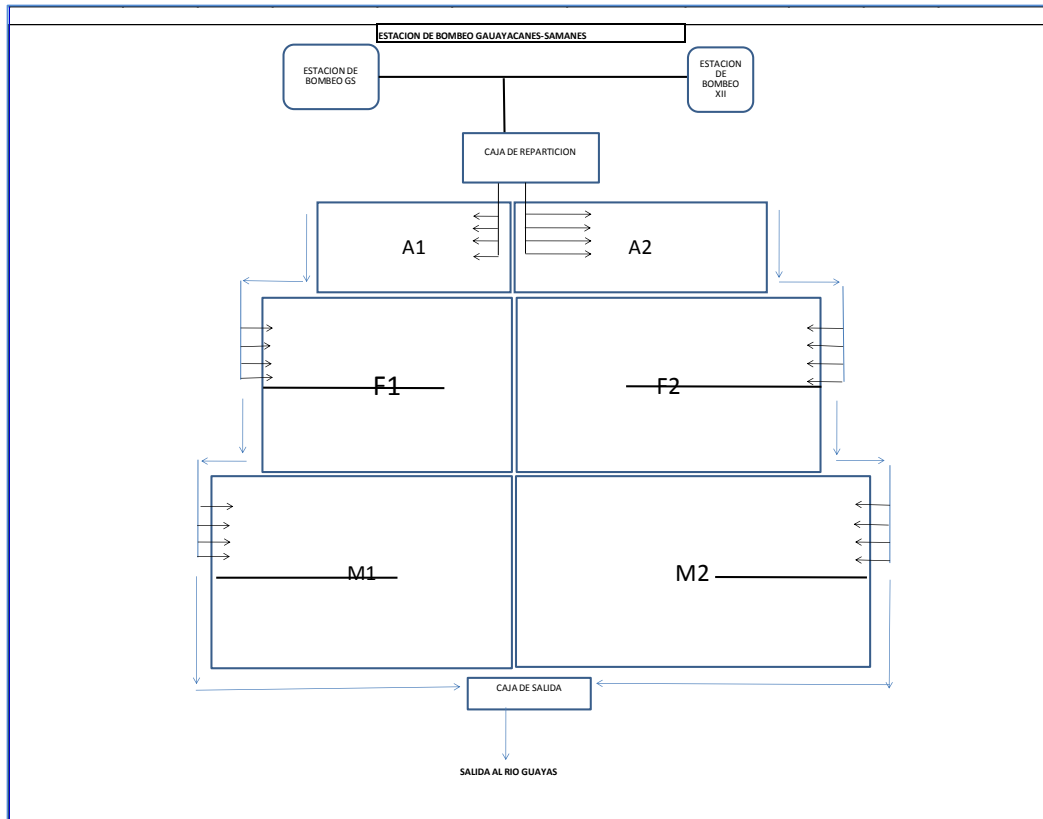 ESTACION DE BOMBEO GAUAYACANES-SAMANES
ESTACION DE
BOMBEO GS
ESTACION
DE
BOMBEO
XII
CAJA DE REPARTICION
A1
A2
F1
F2
M1
M2
CAJA DE SALIDA
SALIDA AL RIO GUAYAS